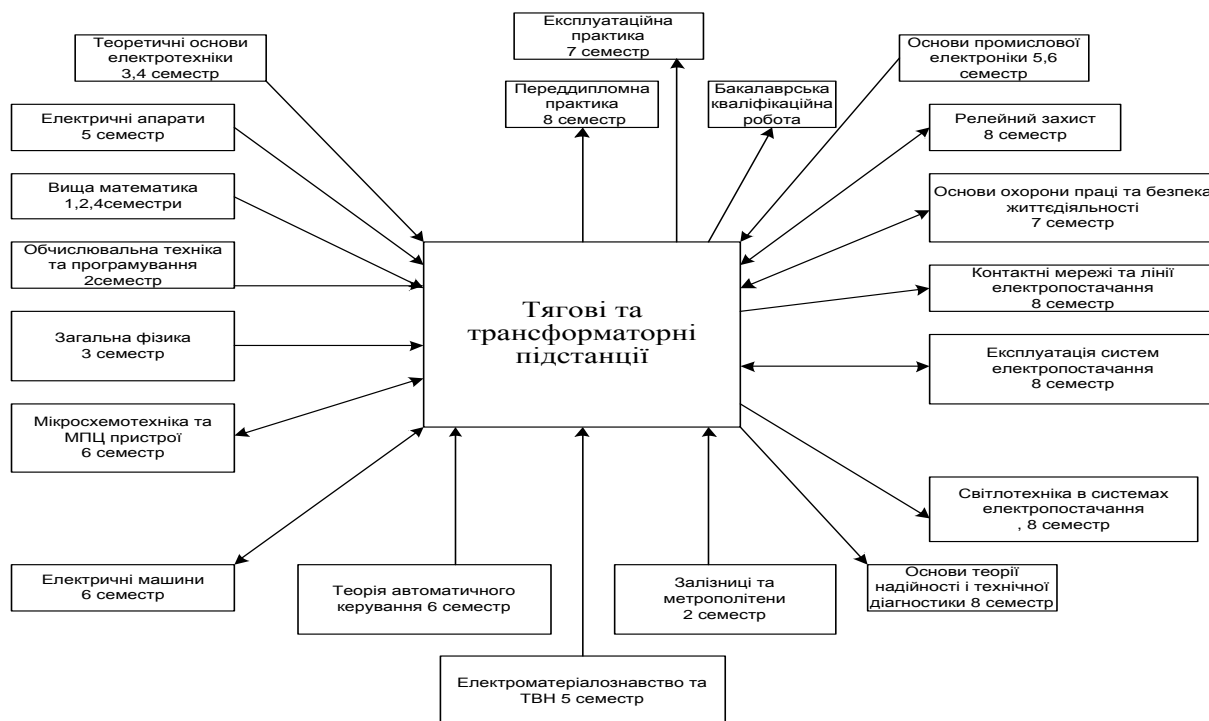 Теоретичні основи
електротехніки
3,4 семестр
Експлуатаційна
практика
7 семестр
Основи промислової
електроніки 5,6
семестр
Переддипломна
практика
8 семестр
Бакалаврська
кваліфікаційна
робота
Електричні апарати
5 семестр
Релейний захист
8 семестр
Вища математика
1,2,4семестри
Основи охорони праці та безпека
життєдіяльності
7 семестр
Обчислювальна техніка
та програмування
2семестр
Контактні мережі та лінії
електропостачання
8 семестр
Тягові та
трансформаторні
підстанції
Загальна фізика
3 семестр
Експлуатація систем
електропостачання
8 семестр
Мікросхемотехніка та
МПЦ пристрої
6 семестр
Світлотехніка в системах
електропостачання
, 8 семестр
Електричні машини
6 семестр
Теорія автоматичного
керування 6 семестр
Залізниці та
метрополітени
2 семестр
Основи теорії
надійності і технічної
діагностики 8 семестр
Електроматеріалознавство та
ТВН 5 семестр